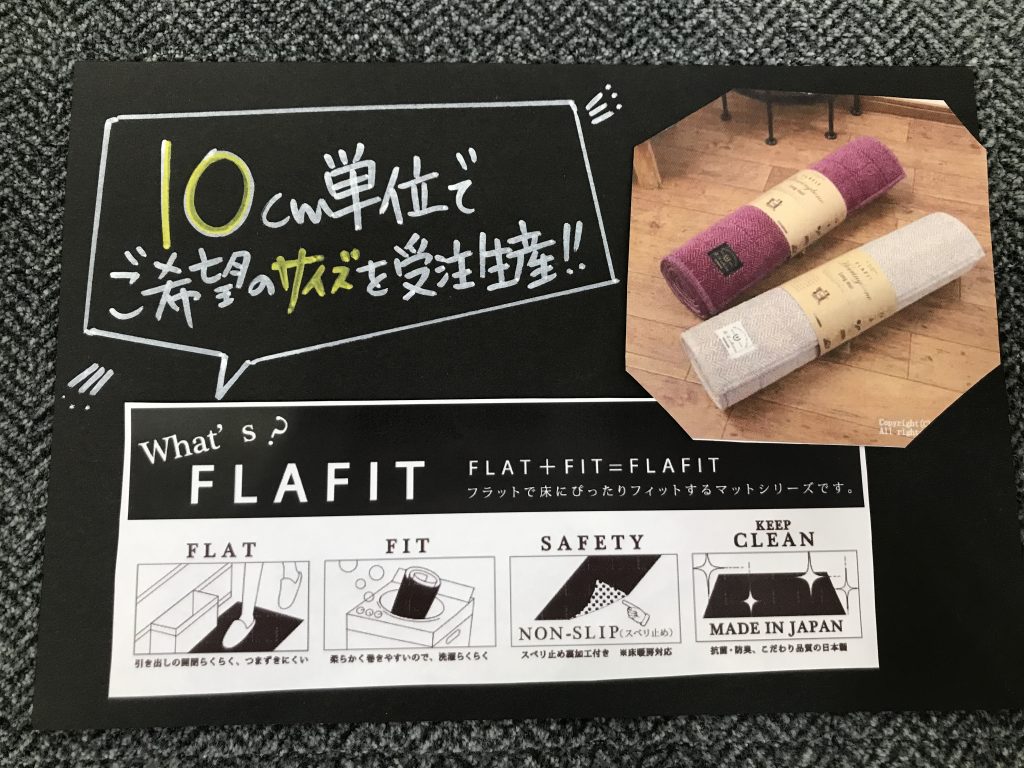 10cm単位で
ご希望のサイズを受注生産!!
FLAFIT
Copyright(C
All righ
What's?
FLAFIT
FLAT+FIT=FLAFIT
フラットで床にぴったりフィットするマットシリーズです。
FLAT
引き出しの開閉らくらく、つまずきにくい
FIT
柔らかく巻きやすいので、洗濯らくらく
SAFETY
NON-SLIP(スベリ止め)
スベリ止め裏加工付き ※床暖房対応
KEEP
CLEAN
MADE IN JAPAN
抗菌・防臭、こだわり品質の日本製